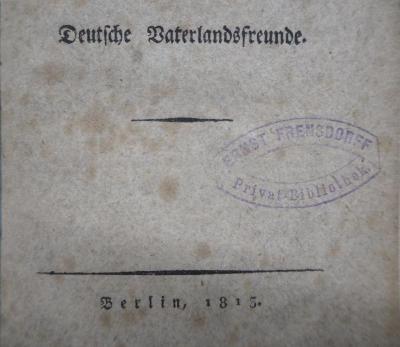 Deutsche Vaterlandsfreunde.
ERNST FRENSDORFF
Privat-Bibliothek.
Berlin, 1815.